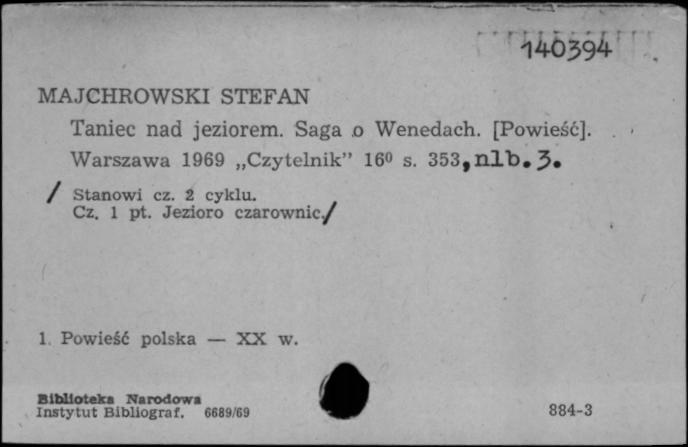 140394
MAJCHROWSKI STEFAN
Taniec nad jeziorem. Saga o Wenedach. [Powieść].
Warszawa 1969 „Czytelnik” 16⁰ s. 353, nlb. 3.
/ Stanowi cz. 2 cyklu.
Cz. 1 pt. Jezioro czarownic./
1. Powieść polska — XX w.
Biblioteka Narodowa
Instytut Bibliograf. 6689/69
884-3